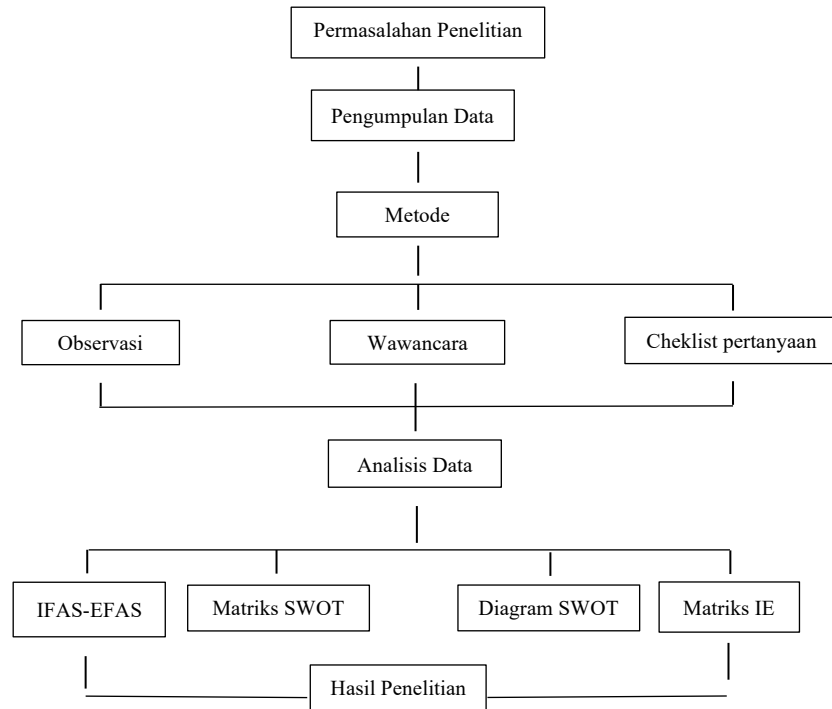 Permasalahan Penelitian
Pengumpulan Data
Metode
Observasi
Wawancara
Cheklist pertanyaan
Analisis Data
IFAS-EFAS
Matriks SWOT
Diagram SWOT
Matriks IE
Hasil Penelitian